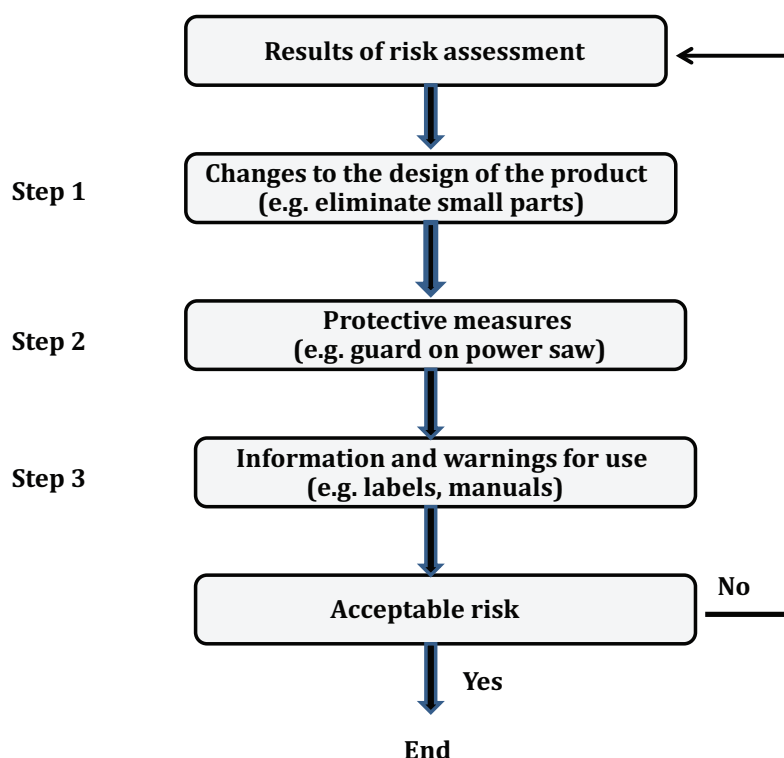 Results of risk assessment
Step 1
Changes to the design of the product
(e.g. eliminate small parts)
Step 2
Protective measures
(e.g. guard on power saw)
Step 3
Information and warnings for use
(e.g. labels, manuals)
Acceptable risk
No
Yes
End